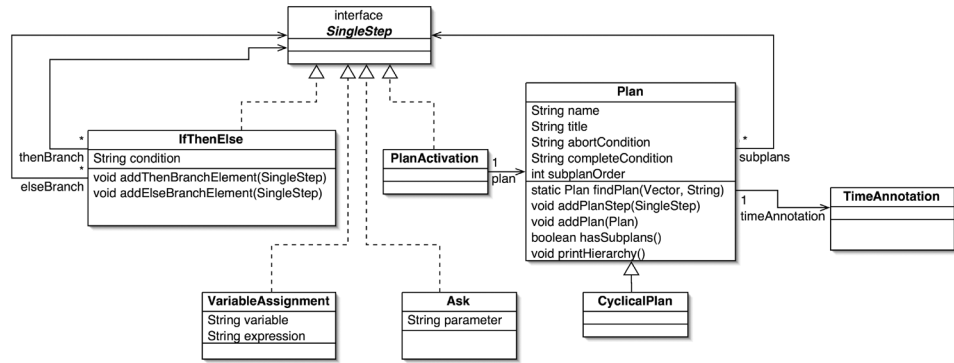 interface
SingleStep
IfThenElse
String condition
void addThenBranchElement(SingleStep)
void addElseBranchElement(SingleStep)
*
thenBranch
*
elseBranch
PlanActivation
1
plan
Plan
String name
String title
String abortCondition
String completeCondition
int subplanOrder
static Plan findPlan(Vector, String)
void addPlanStep(SingleStep)
void addPlan(Plan)
boolean hasSubplans()
void printHierarchy()
*
subplans
1
timeAnnotation
TimeAnnotation
VariableAssignment
String variable
String expression
Ask
String parameter
CyclicalPlan